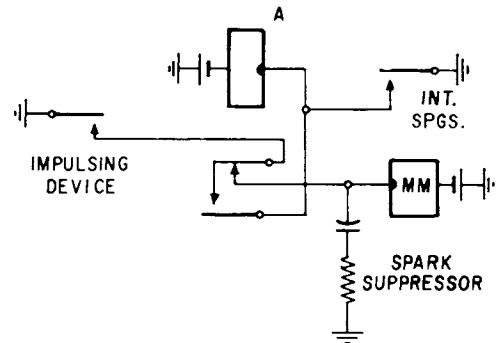 A
INT.
SPGS.
IMPULSING
DEVICE
MM
SPARK
SUPPRESSOR